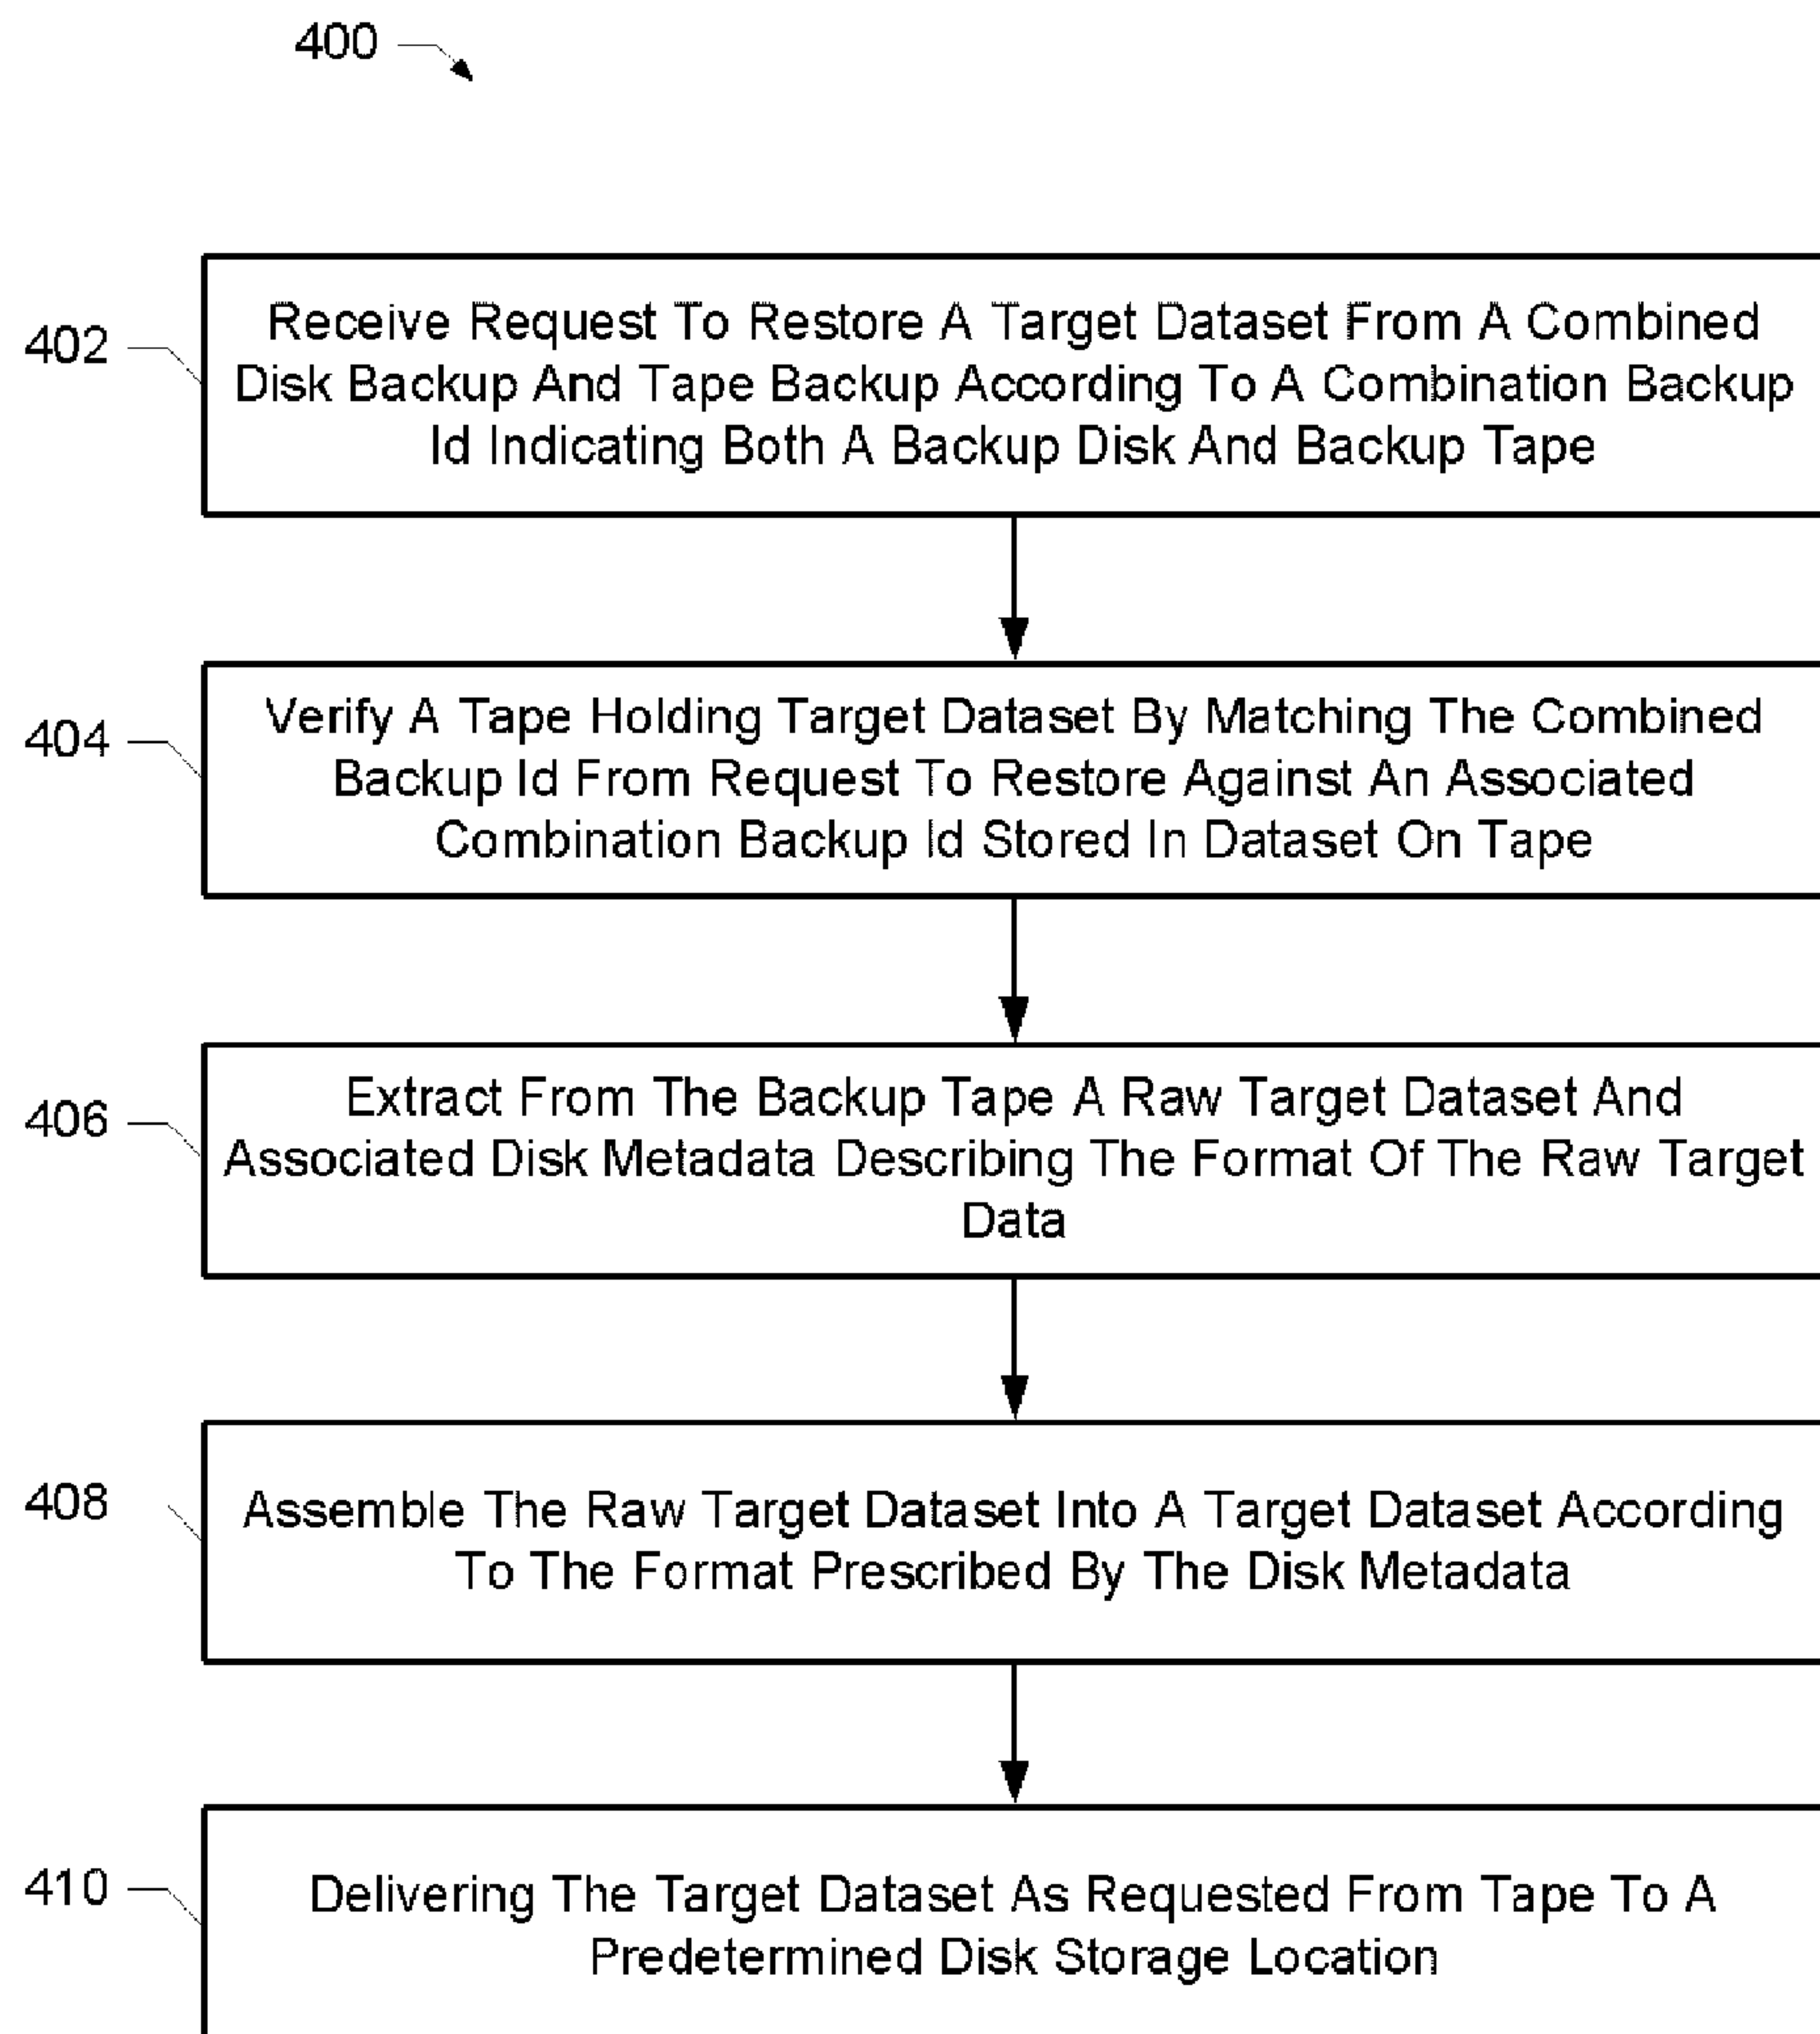 400
402
Receive Request To Restore A Target Dataset From A Combined
Disk Backup And Tape Backup According To A Combination Backup
Id Indicating Both A Backup Disk And Backup Tape
404
Verify A Tape Holding Target Dataset By Matching The Combined
Backup Id From Request To Restore Against An Associated
Combination Backup Id Stored In Dataset On Tape
406
Extract From The Backup Tape A Raw Target Dataset And
Associated Disk Metadata Describing The Format Of The Raw Target
Data
408
Assemble The Raw Target Dataset Into A Target Dataset According
To The Format Prescribed By The Disk Metadata
410
Delivering The Target Dataset As Requested From Tape To A
Predetermined Disk Storage Location